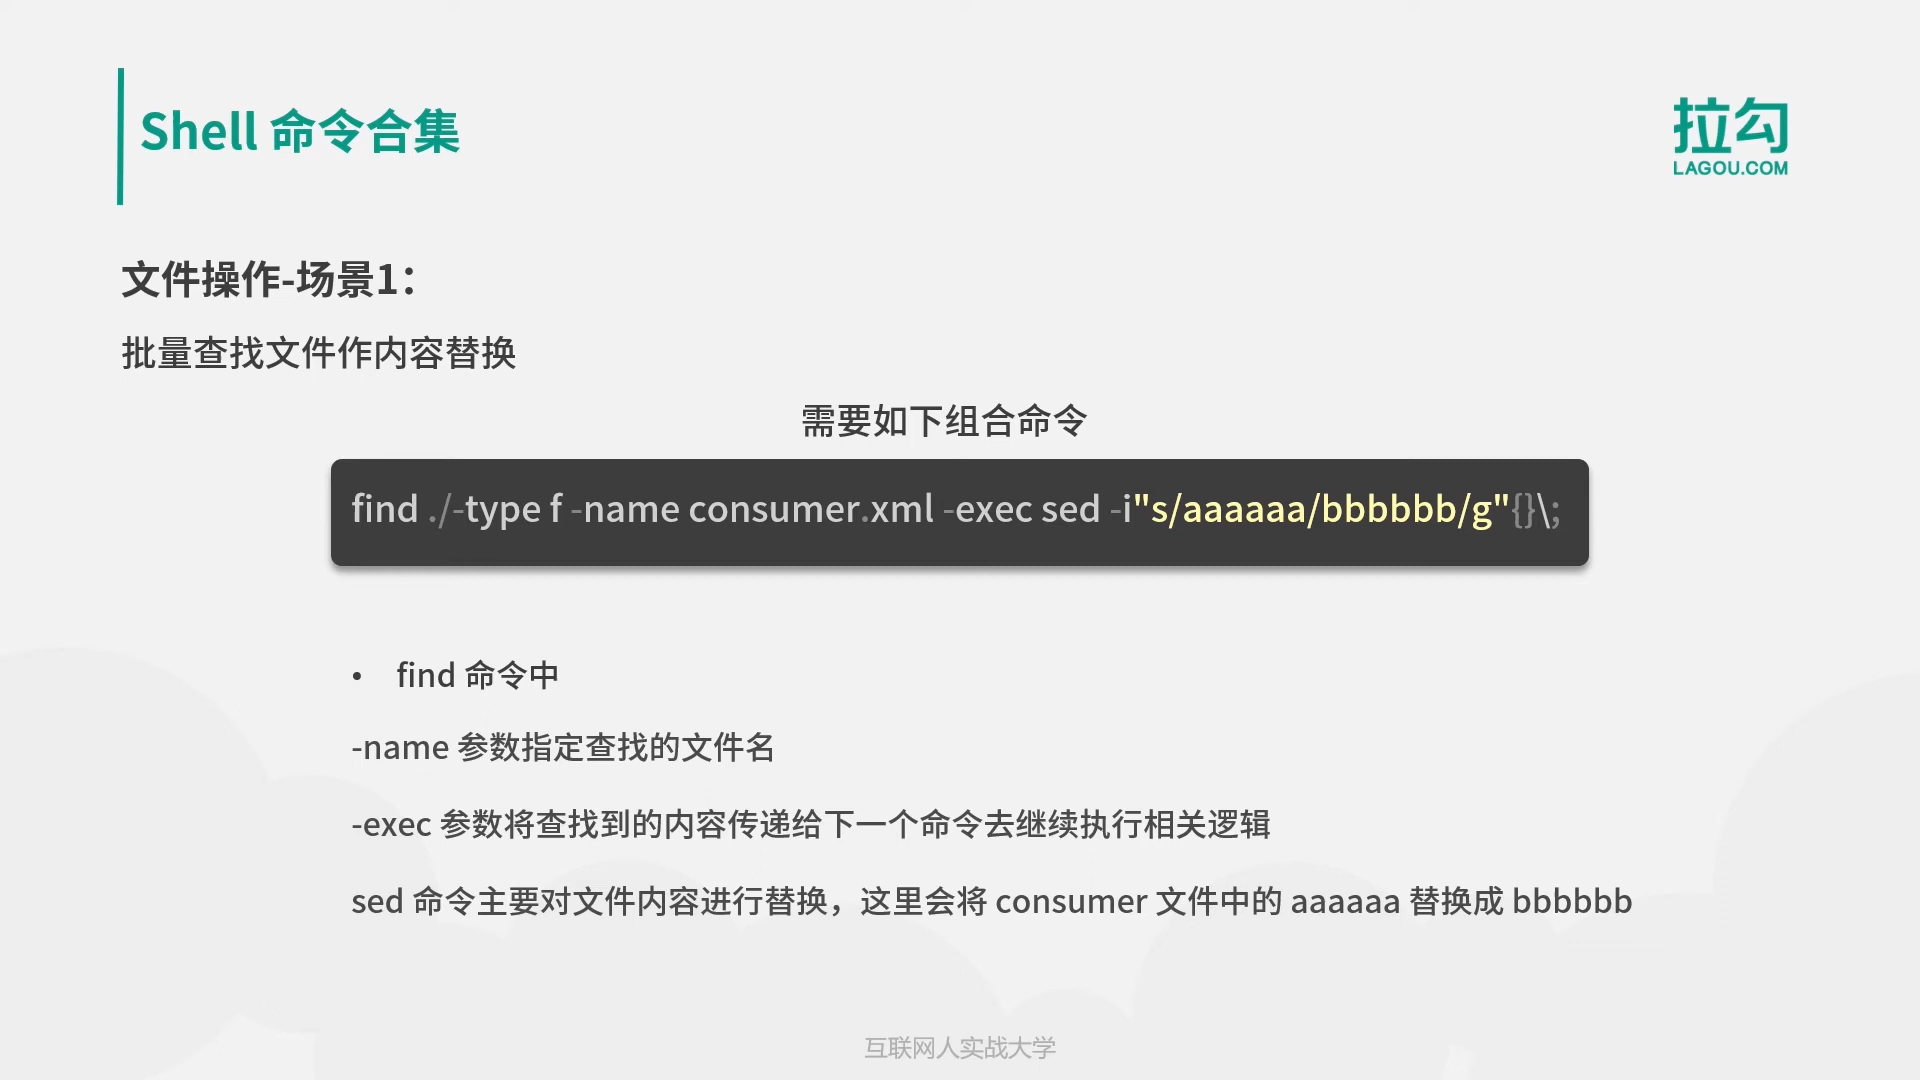 Shell 命令合集
拉勾
LAGOU.COM
文件操作-场景1：
批量查找文件作内容替换
需要如下组合命令
find ./-type f -name consumer.xml -exec sed -i"s/aaaaaa/bbbbbb/g"{}\;
• find 命令中
-name 参数指定查找的文件名
-exec 参数将查找到的内容传递给下一个命令去继续执行相关逻辑
sed 命令主要对文件内容进行替换，这里会将 consumer 文件中的 aaaaaa 替换成 bbbbbb
互联网人实战大学